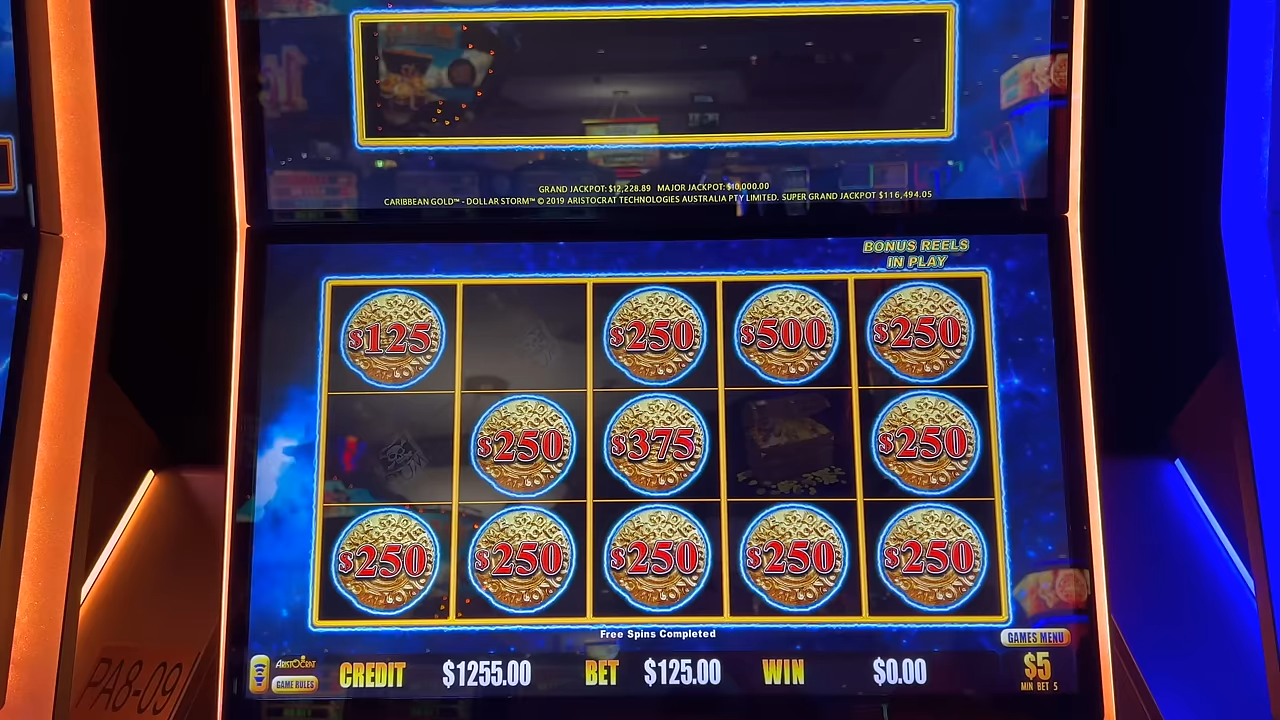 GRAND JACKPOT: $12,228.89 MAJOR JACKPOT: $10,000.00
CARIBBEAN GOLD™ - DOLLAR STORM™ © 2019 ARISTOCRAT TECHNOLOGIES AUSTRALIA PTY LIMITED. SUPER GRAND JACKPOT $116,494.05
BONUS REELS
IN PLAY
$125 $250 $500 $250
$250 $375 $250
$250 $250 $250 $250 $250
Free Spins Completed
GAMES MENU
ARISTOCRAT
GAME RULES
CREDIT $1255.00 BET $125.00 WIN $0.00
$5
MIN BET 5
PA8-09